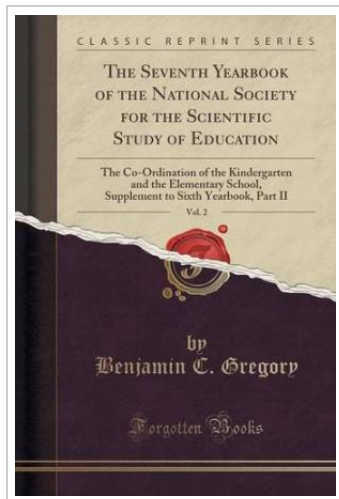 CLASSIC REPRINT SERIES
THE SEVENTH YEARBOOK
OF THE NATIONAL SOCIETY
FOR THE SCIENTIFIC
STUDY OF EDUCATION
The Co-Ordination of the Kindergarten
and the Elementary School,
Supplement to Sixth Yearbook, Part II
Vol. 2
F
by
Benjamin C. Gregory
Forgotten Books